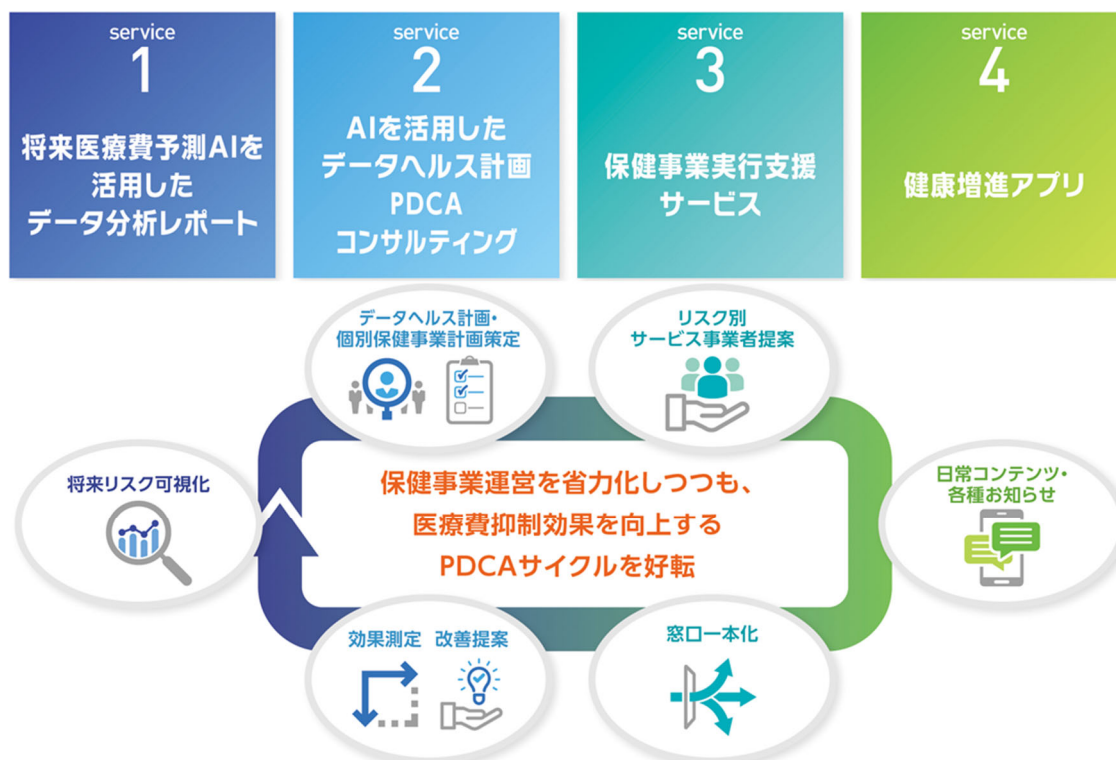 service
1
将来医療費予測AIを
活用した
データ分析レポート
service
2
AIを活用した
データヘルス計画
PDCA
コンサルティング
service
3
保健事業実行支援
サービス
service
4
健康増進アプリ
データヘルス計画・
個別保健事業計画策定
リスク別
サービス事業者提案
将来リスク可視化
保健事業運営を省力化しつつも、
医療費抑制効果を向上する
PDCAサイクルを好転
日常コンテンツ・
各種お知らせ
効果測定 改善提案
窓口一本化